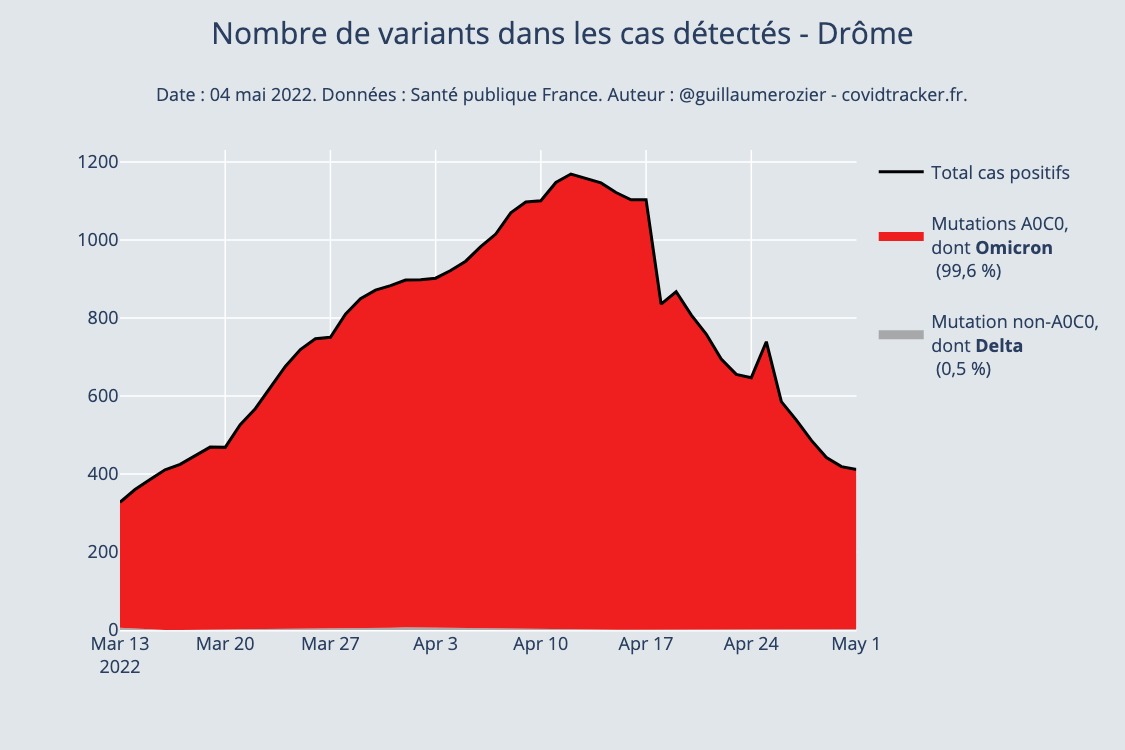 Nombre de variants dans les cas détectés - Drôme
Date : 04 mai 2022. Données : Santé publique France. Auteur : @guillaumerozier - covidtracker.fr.
1200
1000
800
600
400
200
0
Mar 13
2022
Mar 20
Mar 27
Apr 3
Apr 10
Apr 17
Apr 24
May 1
Total cas positifs
Mutations A0C0,
dont Omicron
(99,6 %)
Mutation non-A0C0,
dont Delta
(0,5 %)